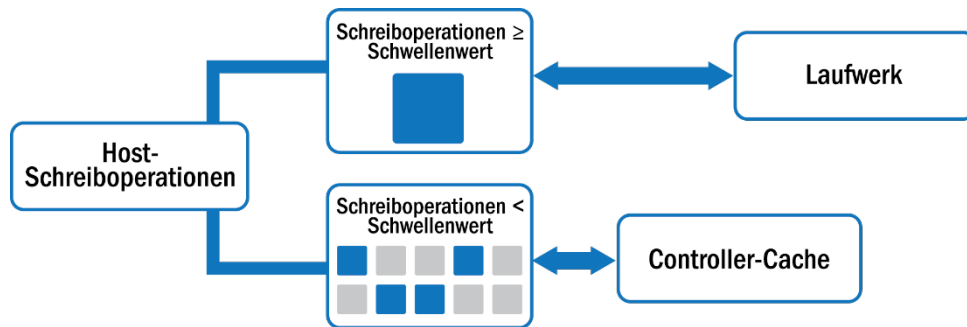 Schreiboperationen ≥
Schwellenwert
Laufwerk
Host-
Schreiboperationen
Schreiboperationen <
Schwellenwert
Controller-Cache